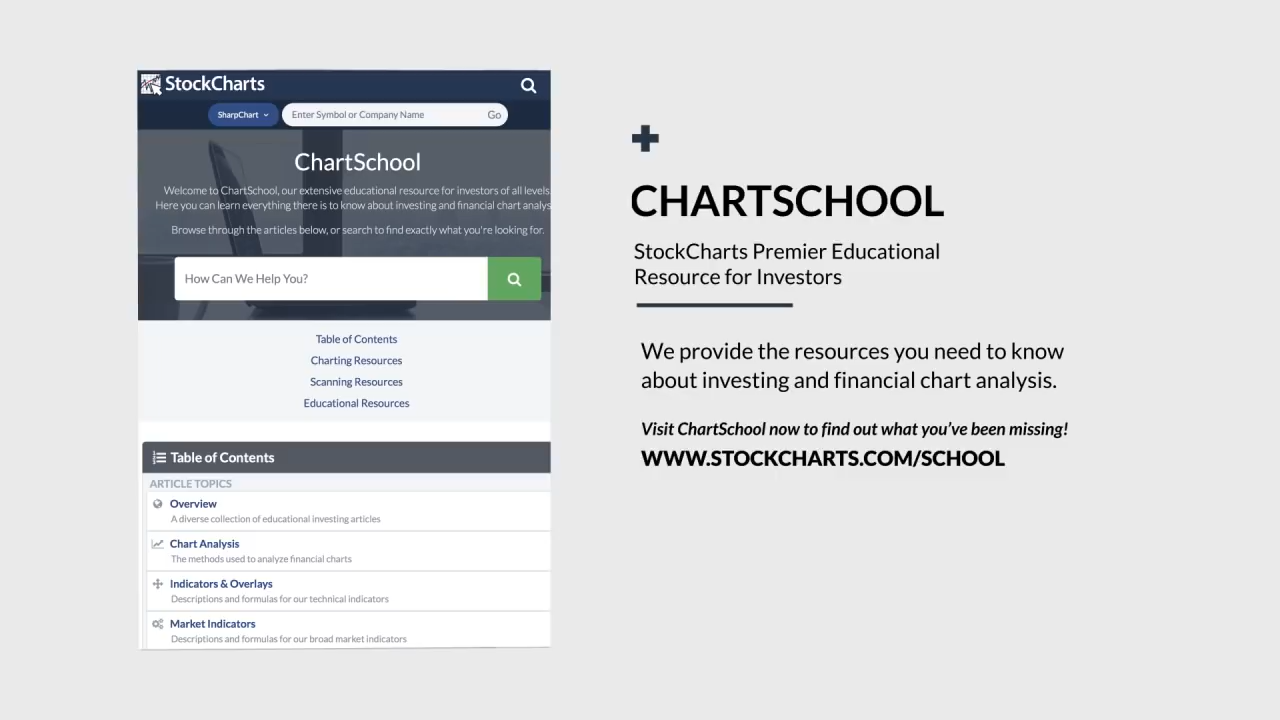 StockCharts
SharpChart
Enter Symbol or Company Name
Go
ChartSchool
Welcome to ChartSchool, our extensive educational resource for investors of all levels
Here you can learn everything there is to know about investing and financial chart analys
Browse through the articles below, or search to find exactly what you're looking for.
How Can We Help You?
Table of Contents
Charting Resources
Scanning Resources
Educational Resources
Table of Contents
ARTICLE TOPICS
Overview
A diverse collection of educational investing articles
Chart Analysis
The methods used to analyze financial charts
Indicators & Overlays
Descriptions and formulas for our technical indicators
Market Indicators
Descriptions and formulas for our broad market indicators
CHARTSCHOOL
StockCharts Premier Educational
Resource for Investors
We provide the resources you need to know
about investing and financial chart analysis.
Visit ChartSchool now to find out what you've been missing!
WWW.STOCKCHARTS.COM/SCHOOL